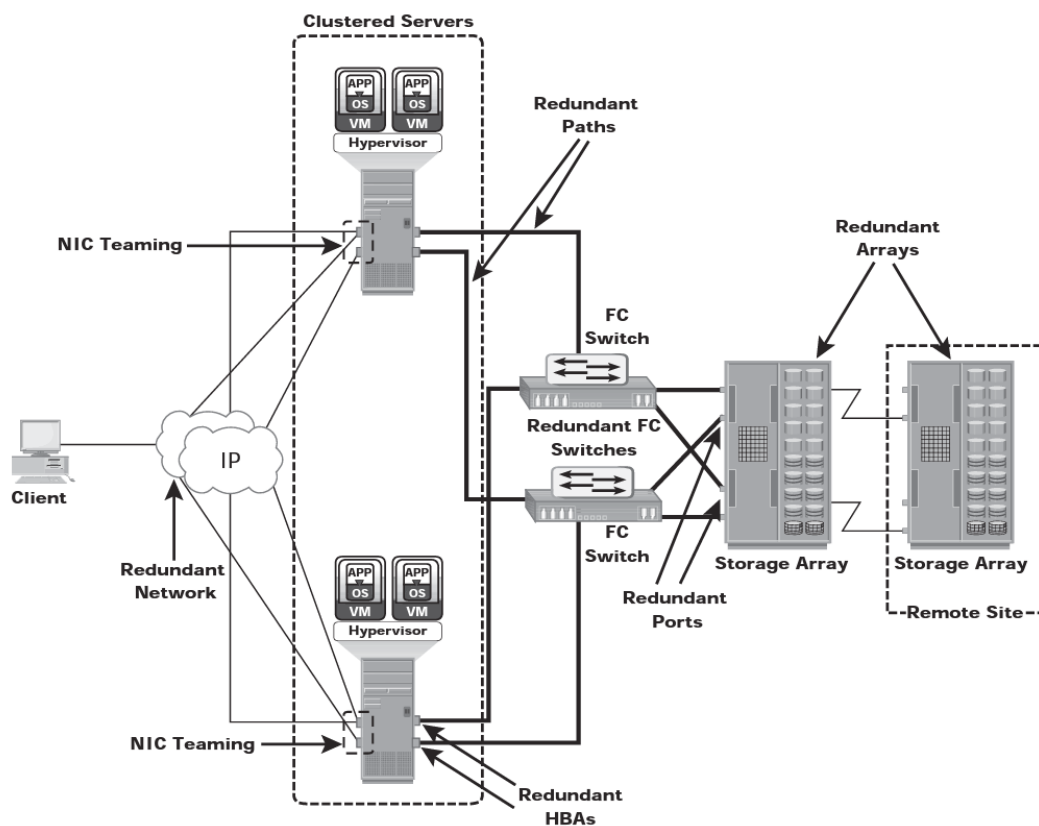 Clustered Servers
APP
OS
VM
APP
OS
VM
Hypervisor
Redundant
Paths
NIC Teaming
Redundant
Arrays
FC
Switch
Redundant FC
Switches
IP
Client
FC
Switch
Storage Array
Storage Array
Redundant
Network
Redundant
Ports
Remote Site
APP
OS
VM
APP
OS
VM
Hypervisor
NIC Teaming
Redundant
HBAs